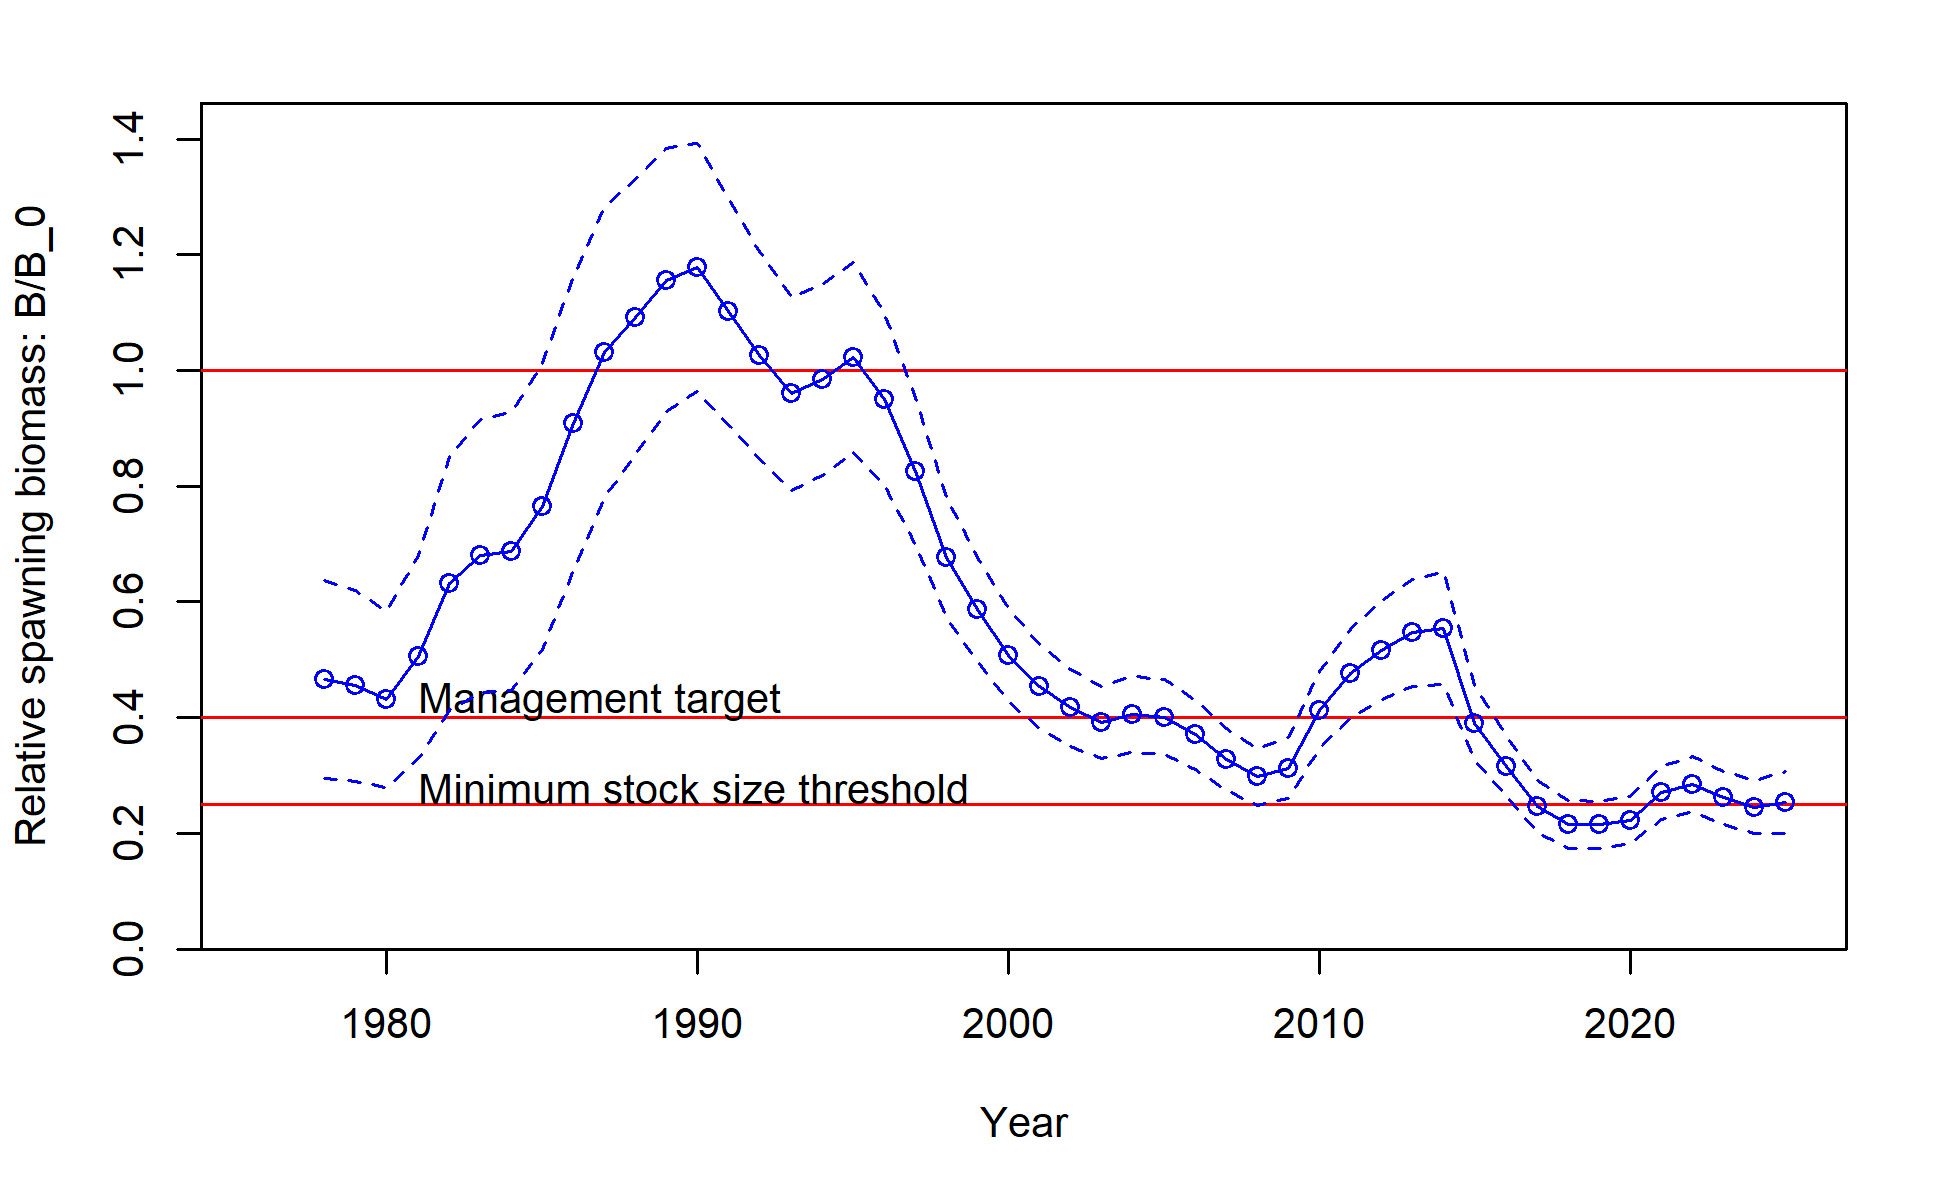 Relative spawning biomass: B/B_0
1.4
1.2
1.0
0.8
0.6
0.4
0.2
0.0
Management target
Minimum stock size threshold
1980 1990 2000 2010 2020
Year